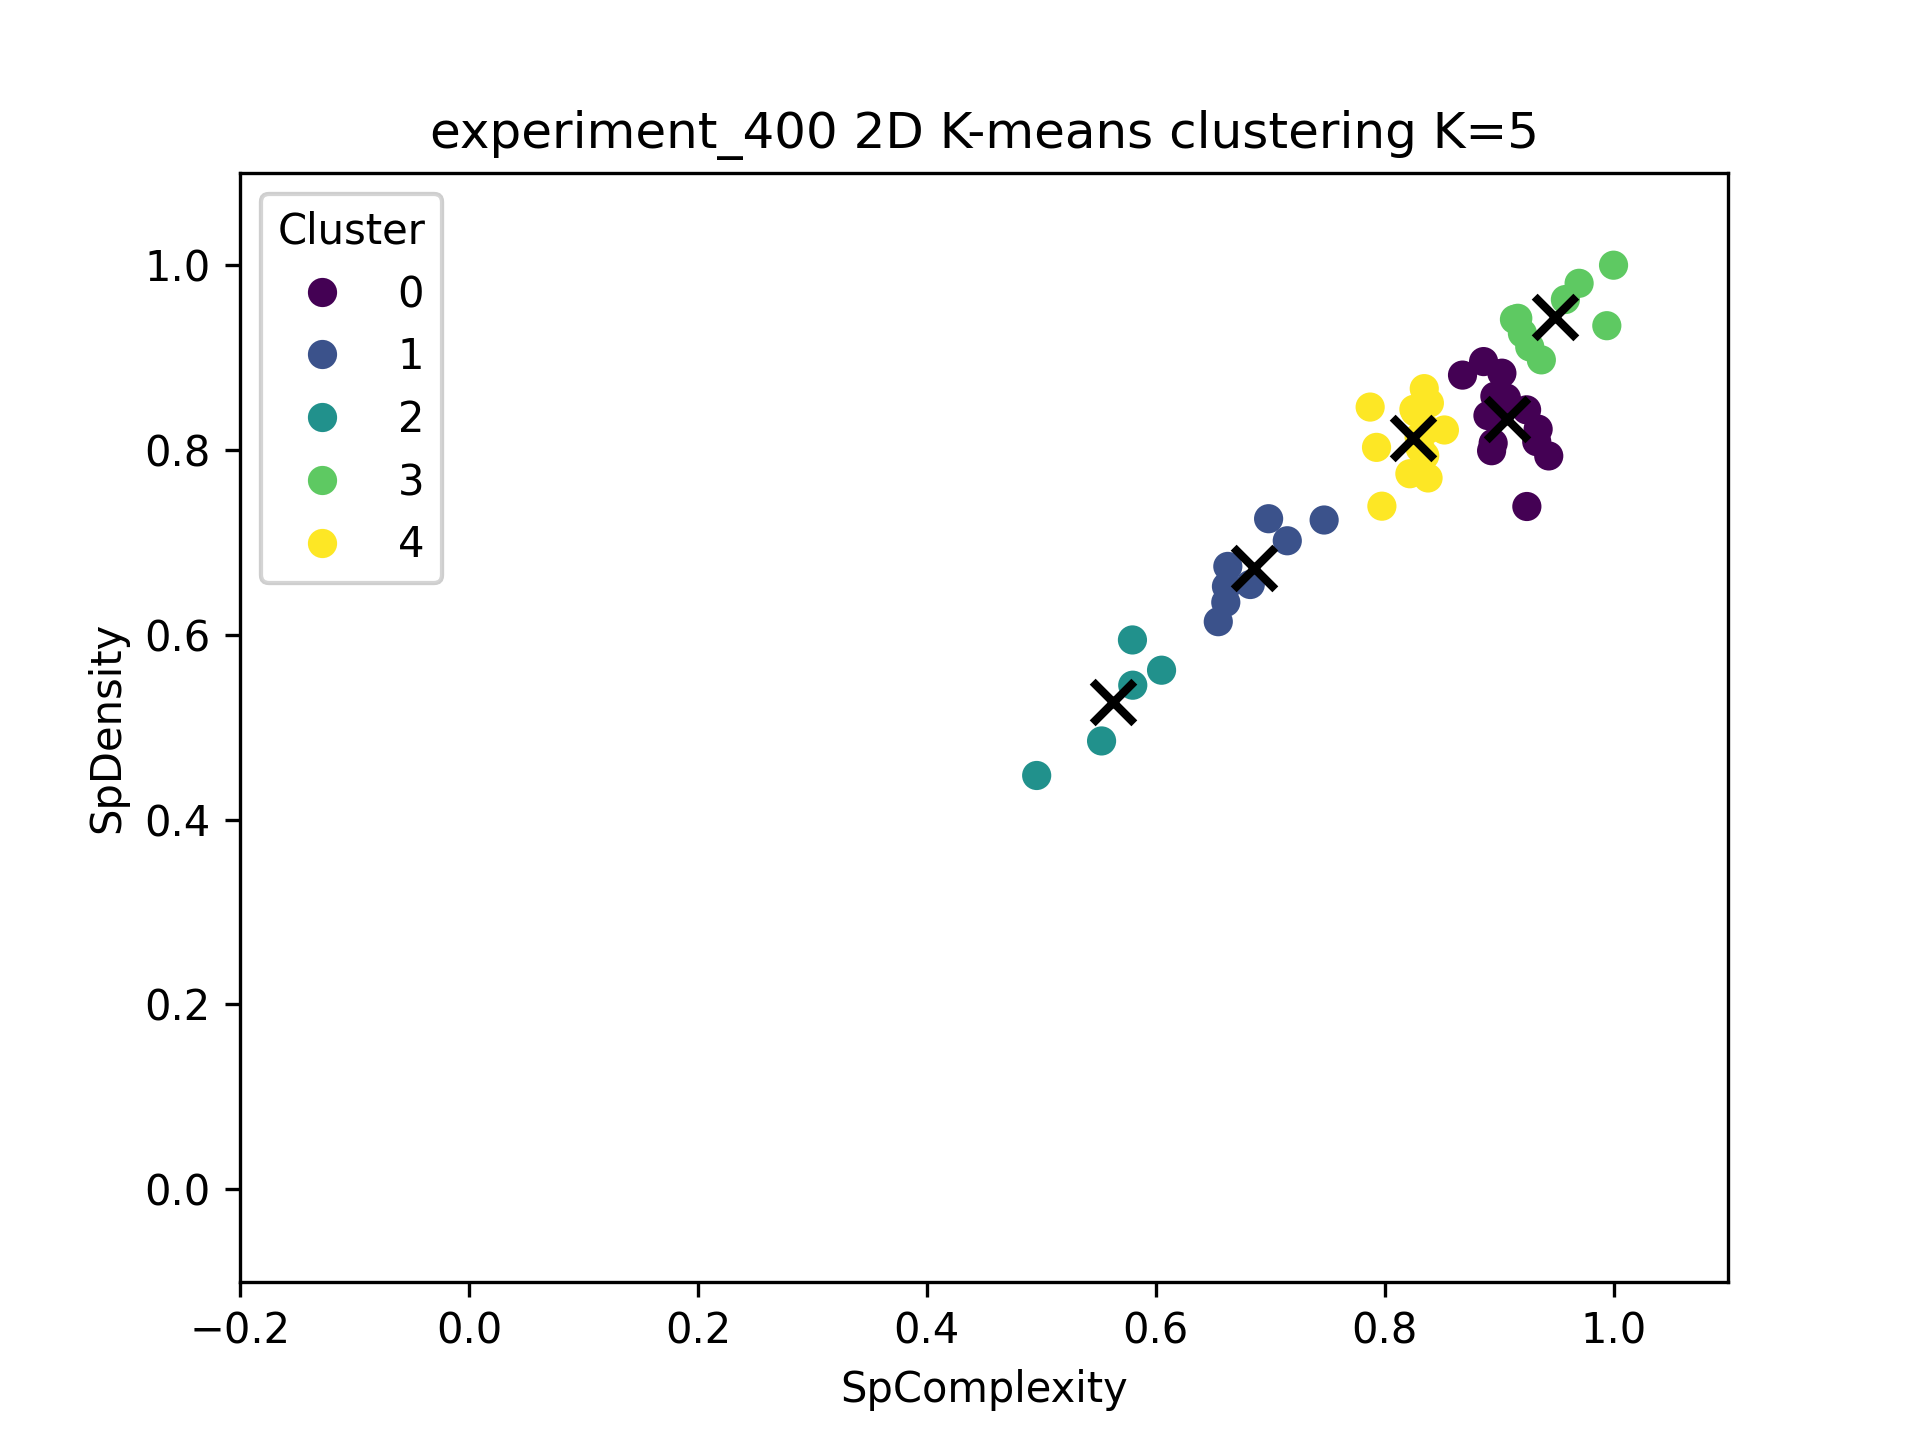 experiment_400 2D K-means clustering K=5
Cluster
0
1
2
3
4
1.0
0.8
0.6
0.4
0.2
0.0
SpDensity
−0.2 0.0 0.2 0.4 0.6 0.8 1.0
SpComplexity